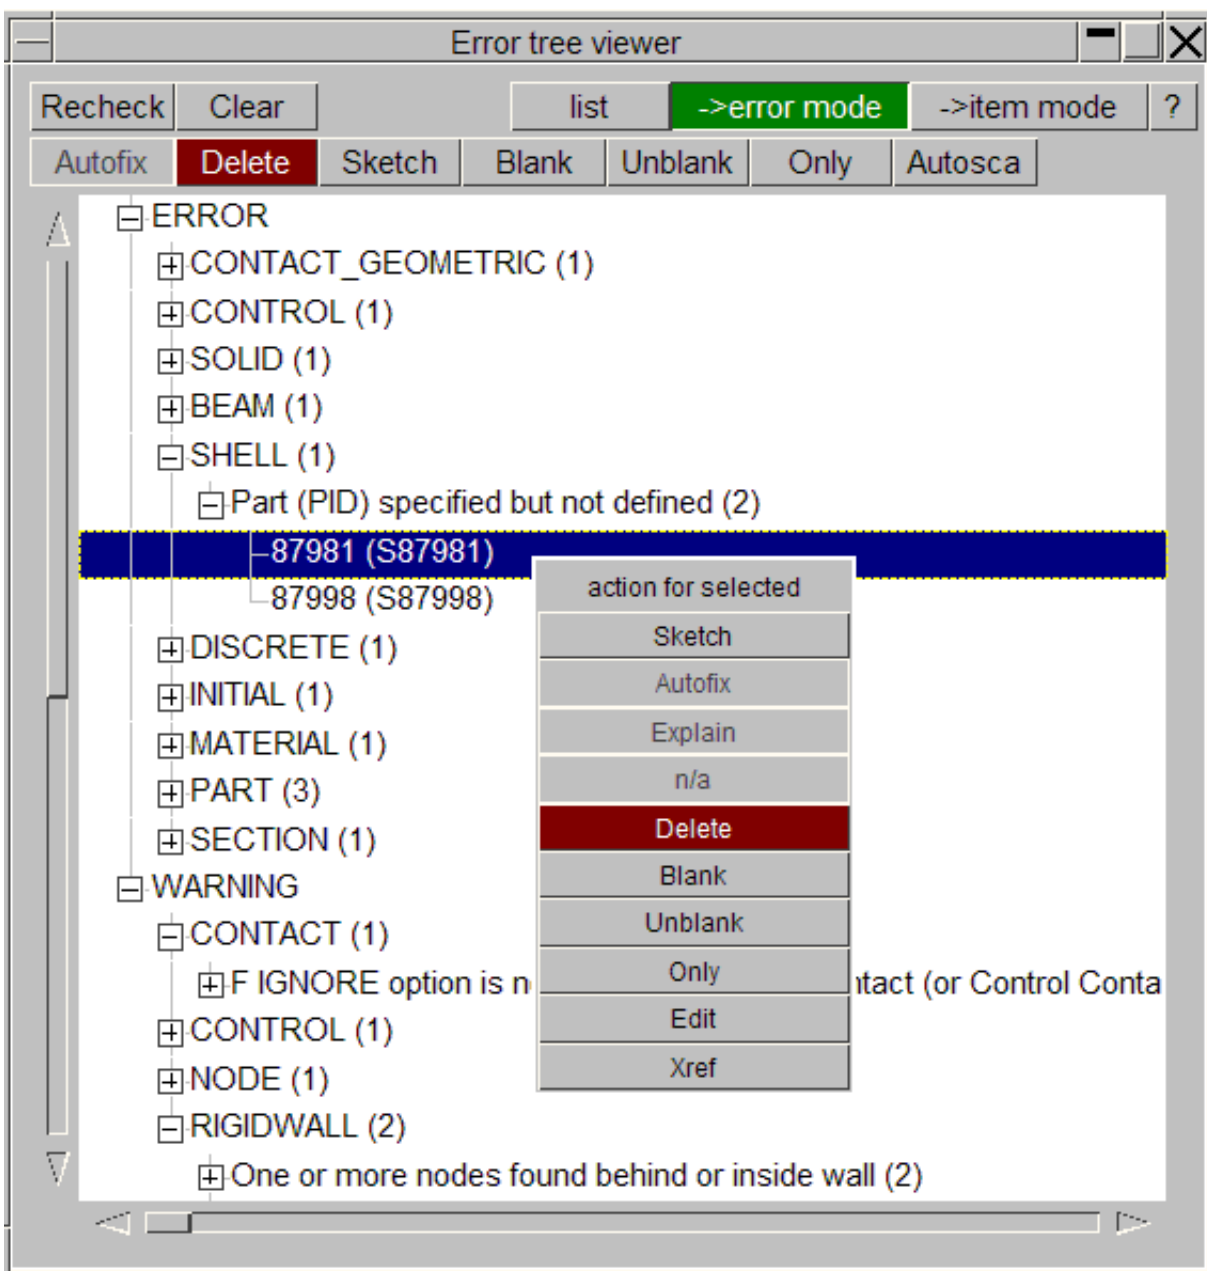 Error tree viewer
Recheck Clear list ->error mode ->item mode ?
Autofix Delete Sketch Blank Unblank Only Autosca
ERROR
CONTACT_GEOMETRIC (1)
CONTROL (1)
SOLID (1)
BEAM (1)
SHELL (1)
Part (PID) specified but not defined (2)
87981 (S87981)
87998 (S87998)
action for selected
Sketch
Autofix
Explain
n/a
Delete
Blank
Unblank
Only
Edit
Xref
DISCRETE (1)
INITIAL (1)
MATERIAL (1)
PART (3)
SECTION (1)
WARNING
CONTACT (1)
F IGNORE option is n tact (or Control Conta
CONTROL (1)
NODE (1)
RIGIDWALL (2)
One or more nodes found behind or inside wall (2)